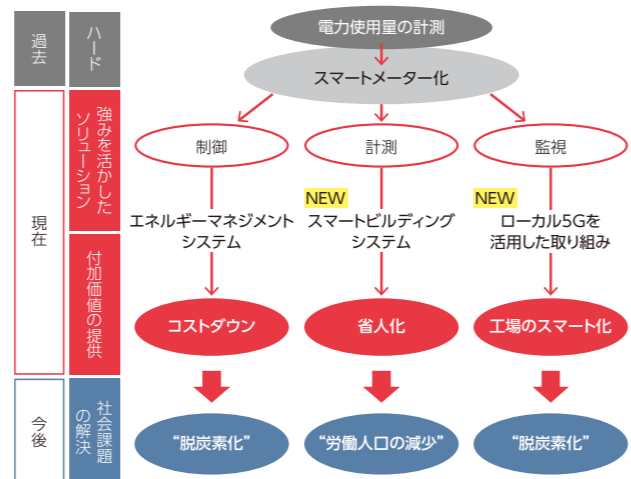 過去
ハード
電力使用量の計測
スマートメーター化
現在
強みを活かした
ソリューション
制御
計測
監視
エネルギーマネジメント
システム
NEW
スマートビルディング
システム
NEW
ローカル5Gを
活用した取り組み
付加価値の提供
コストダウン
省人化
工場のスマート化
今後
社会課題
の解決
“脱炭素化”
“労働人口の減少”
“脱炭素化”